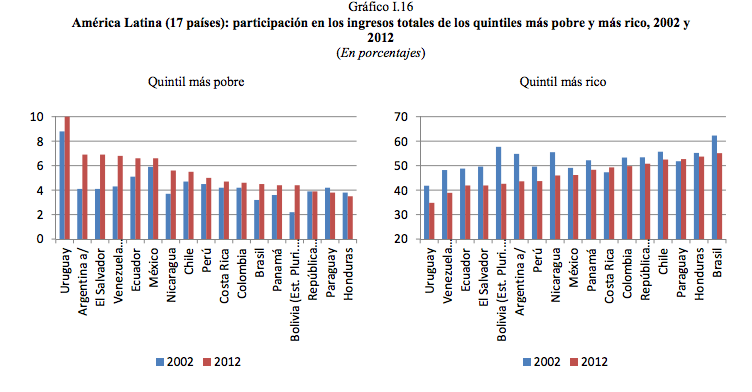 Gráfico I.16
América Latina (17 países): participación en los ingresos totales de los quintiles más pobre y más rico, 2002 y
2012
(En porcentajes)
Quintil más pobre
10
8
6
4
2
0
Uruguay
Argentina a/
El Salvador
Venezuela...
Ecuador
México
Nicaragua
Chile
Perú
Costa Rica
Colombia
Brasil
Panamá
Bolivia (Est. Pluri...
República...
Paraguay
Honduras
2002 2012
Quintil más rico
70
60
50
40
30
20
Uruguay
Venezuela...
Ecuador
El Salvador
Bolivia (Est. Pluri...
Argentina a/
Perú
Nicaragua
México
Panamá
Costa Rica
Colombia
República...
Chile
Paraguay
Honduras
Brasil
2002 2012